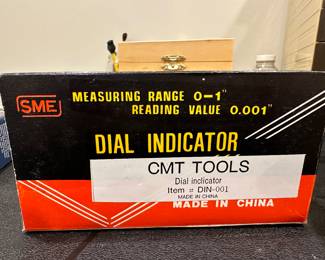 SME
MEASURING RANGE 0-1"
READING VALUE 0.001"
DIAL INDICATOR
CMT TOOLS
Dial inclicator
Item # DIN-001
MADE IN CHINA
MADE IN CHINA